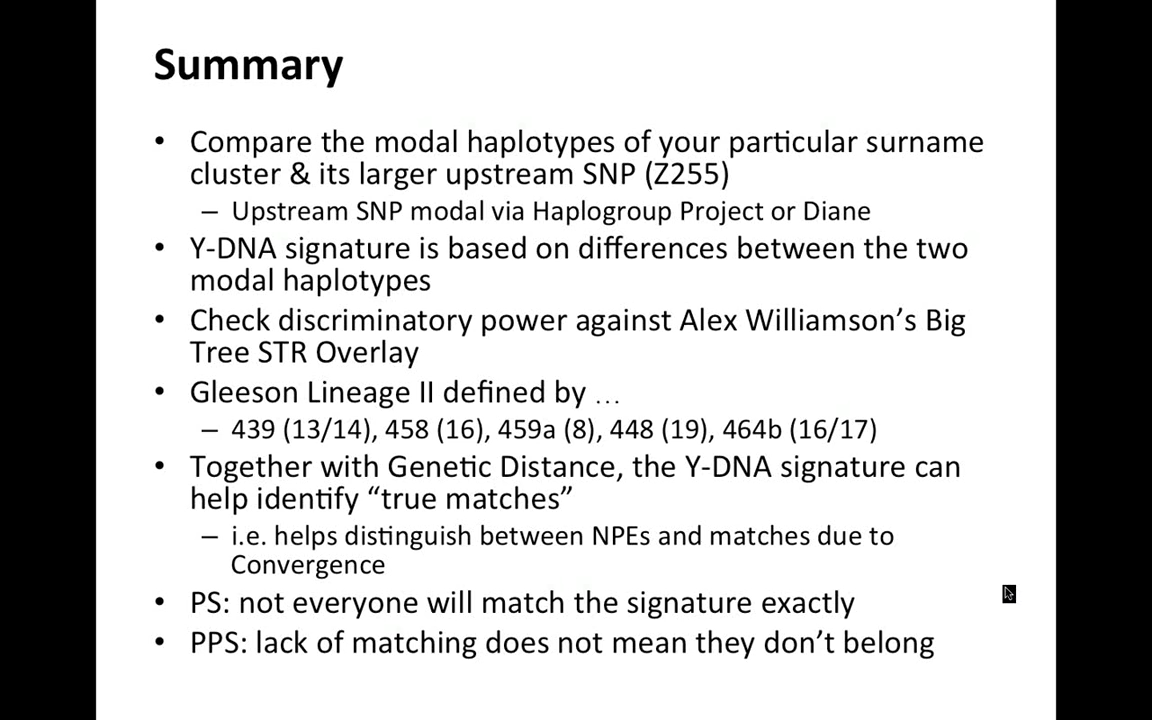 Summary
• Compare the modal haplotypes of your particular surname
cluster & its larger upstream SNP (Z255)
– Upstream SNP modal via Haplogroup Project or Diane
• Y-DNA signature is based on differences between the two
modal haplotypes
• Check discriminatory power against Alex Williamson’s Big
Tree STR Overlay
• Gleeson Lineage II defined by …
– 439 (13/14), 458 (16), 459a (8), 448 (19), 464b (16/17)
• Together with Genetic Distance, the Y-DNA signature can
help identify “true matches”
– i.e. helps distinguish between NPEs and matches due to
Convergence
• PS: not everyone will match the signature exactly
• PPS: lack of matching does not mean they don’t belong